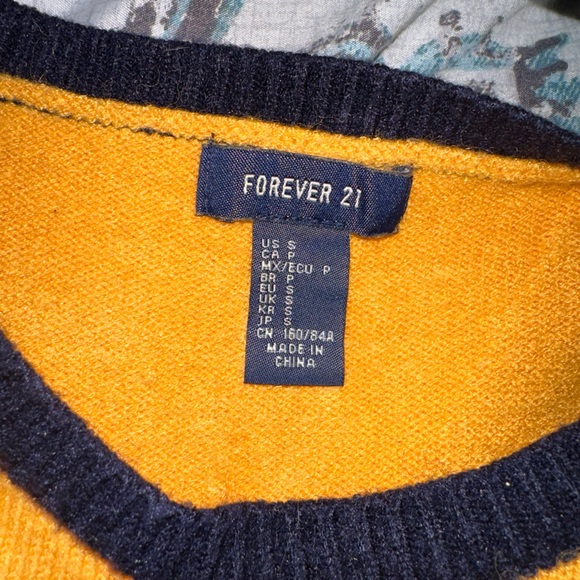 FOREVER 21
US S
CA P
MX/ECU P
BR P
EU S
UK S
KR S
JP S
CN 160/84A
MADE IN
CHINA